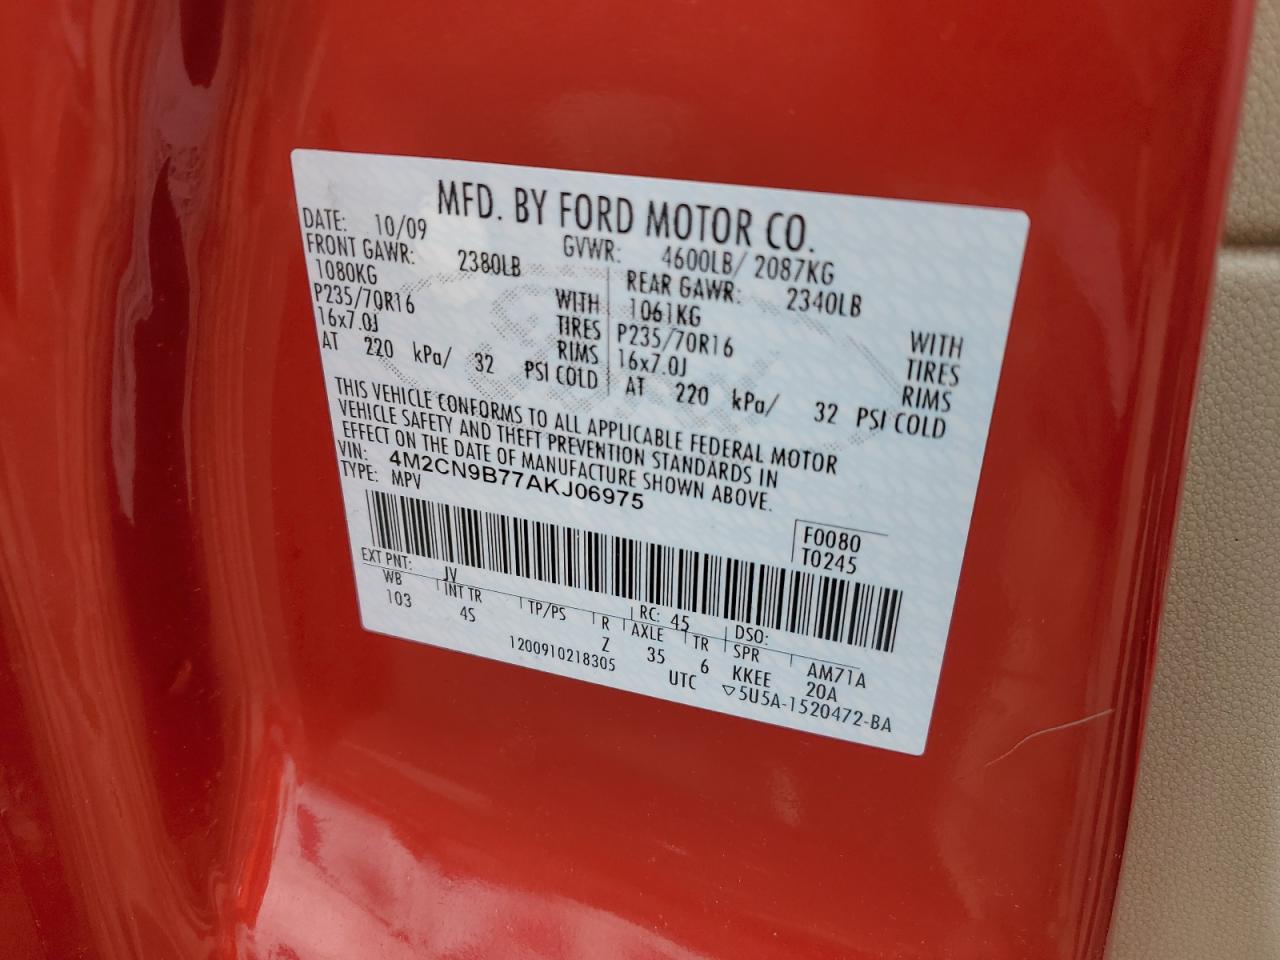 MFD. BY FORD MOTOR CO.
DATE: 10/09 GVWR: 4600LB/ 2087KG
FRONT GAWR: 2380LB REAR GAWR: 2340LB
1080KG WITH 1061KG WITH
P235/70R16 TIRES P235/70R16 TIRES
16x7.0J RIMS 16x7.0J RIMS
AT 220 kPa/ 32 PSI COLD AT 220 kPa/ 32 PSI COLD
THIS VEHICLE CONFORMS TO ALL APPLICABLE FEDERAL MOTOR
VEHICLE SAFETY AND THEFT PREVENTION STANDARDS IN
EFFECT ON THE DATE OF MANUFACTURE SHOWN ABOVE.
VIN: 4M2CN9B77AKJ06975
TYPE: MPV
F0080
T0245
EXT PNT: JV RC: 45 DSO:
WB INT TR TP/PS R AXLE TR SPR AM71A
103 4S Z 35 6 KKEE 20A
1200910218305 UTC ▽5U5A-1520472-BA